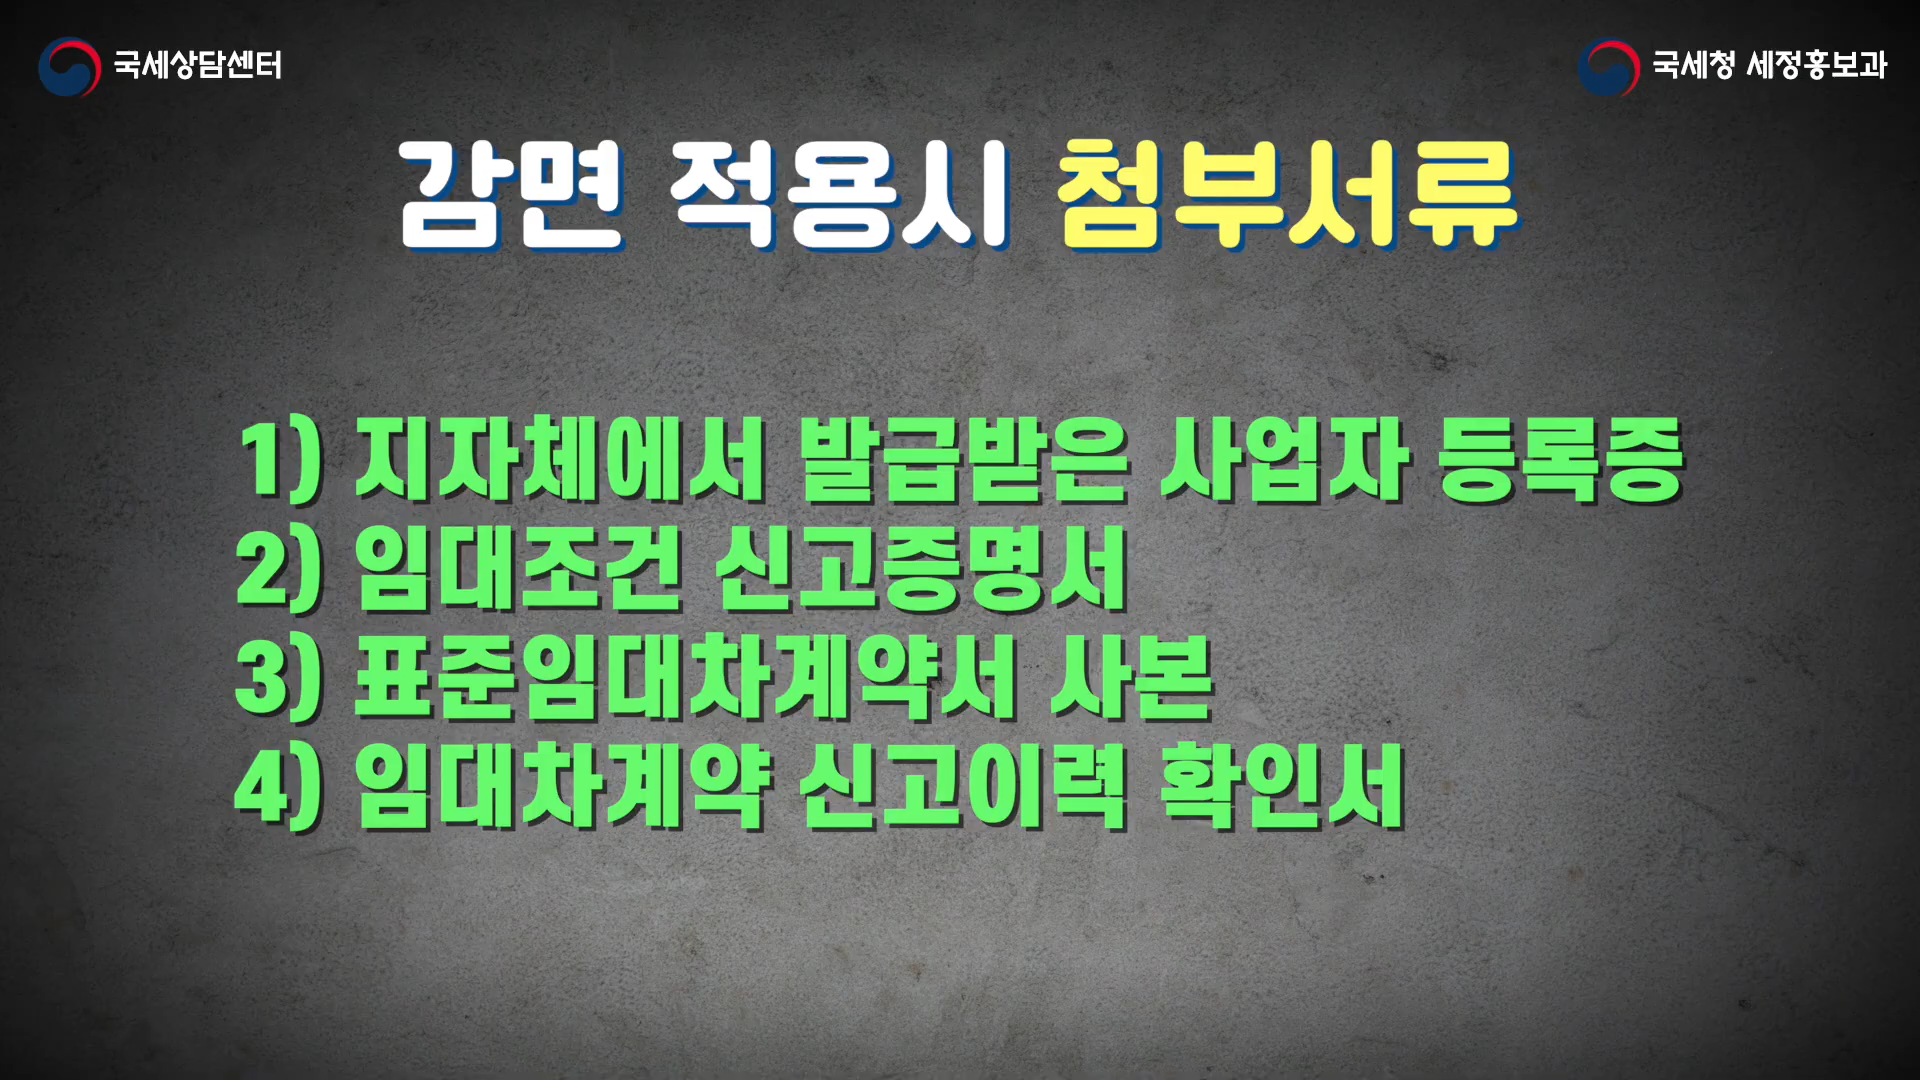 국세상담센터
국세청 세정홍보과
감면 적용시 첨부서류
1) 지자체에서 발급받은 사업자 등록증
2) 임대조건 신고증명서
3) 표준임대차계약서 사본
4) 임대차계약 신고이력 확인서